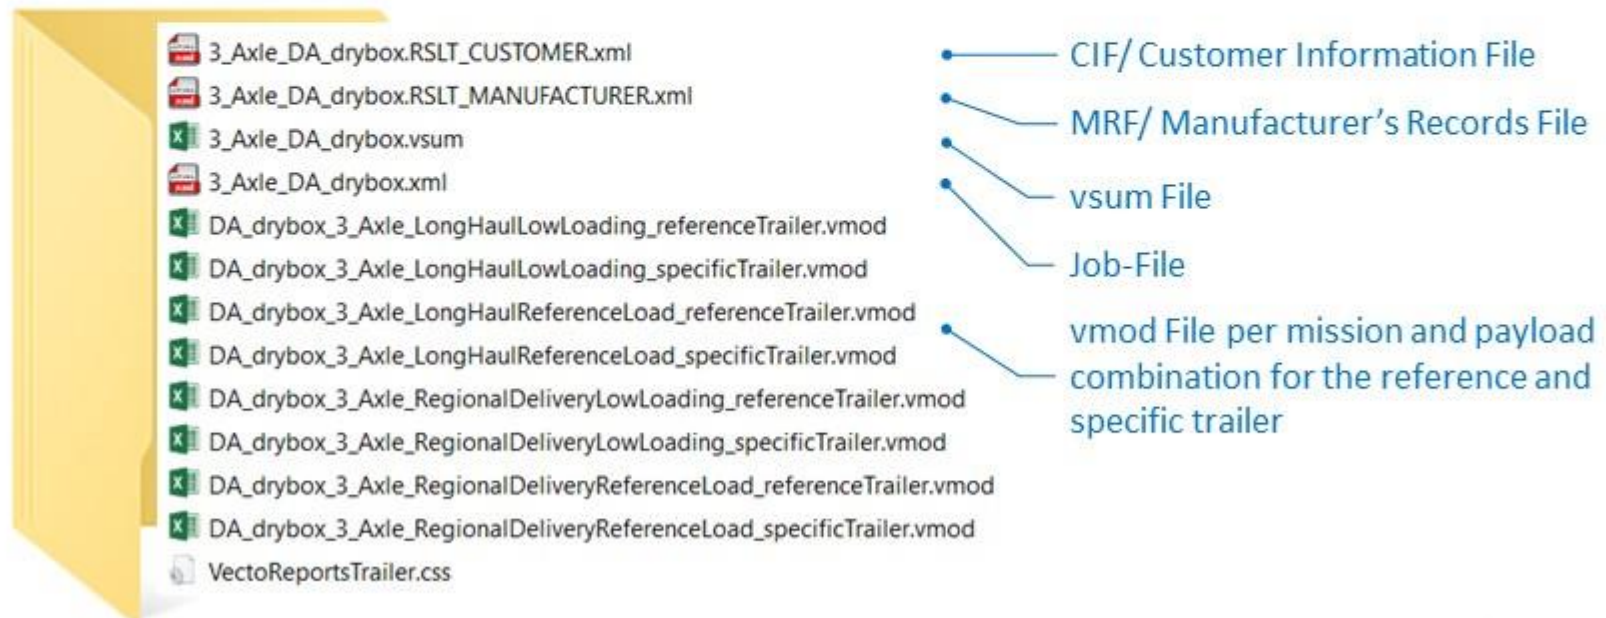 3_Axle_DA_drybox.RSLT_CUSTOMER.xml
3_Axle_DA_drybox.RSLT_MANUFACTURER.xml
3_Axle_DA_drybox.vsum
3_Axle_DA_drybox.xml
DA_drybox_3_Axle_LongHaulLowLoading_referenceTrailer.vmod
DA_drybox_3_Axle_LongHaulLowLoading_specificTrailer.vmod
DA_drybox_3_Axle_LongHaulReferenceLoad_referenceTrailer.vmod
DA_drybox_3_Axle_LongHaulReferenceLoad_specificTrailer.vmod
DA_drybox_3_Axle_RegionalDeliveryLowLoading_referenceTrailer.vmod
DA_drybox_3_Axle_RegionalDeliveryLowLoading_specificTrailer.vmod
DA_drybox_3_Axle_RegionalDeliveryReferenceLoad_referenceTrailer.vmod
DA_drybox_3_Axle_RegionalDeliveryReferenceLoad_specificTrailer.vmod
VectoReportsTrailer.css
CIF/ Customer Information File
MRF/ Manufacturer's Records File
vsum File
Job-File
vmod File per mission and payload
combination for the reference and
specific trailer